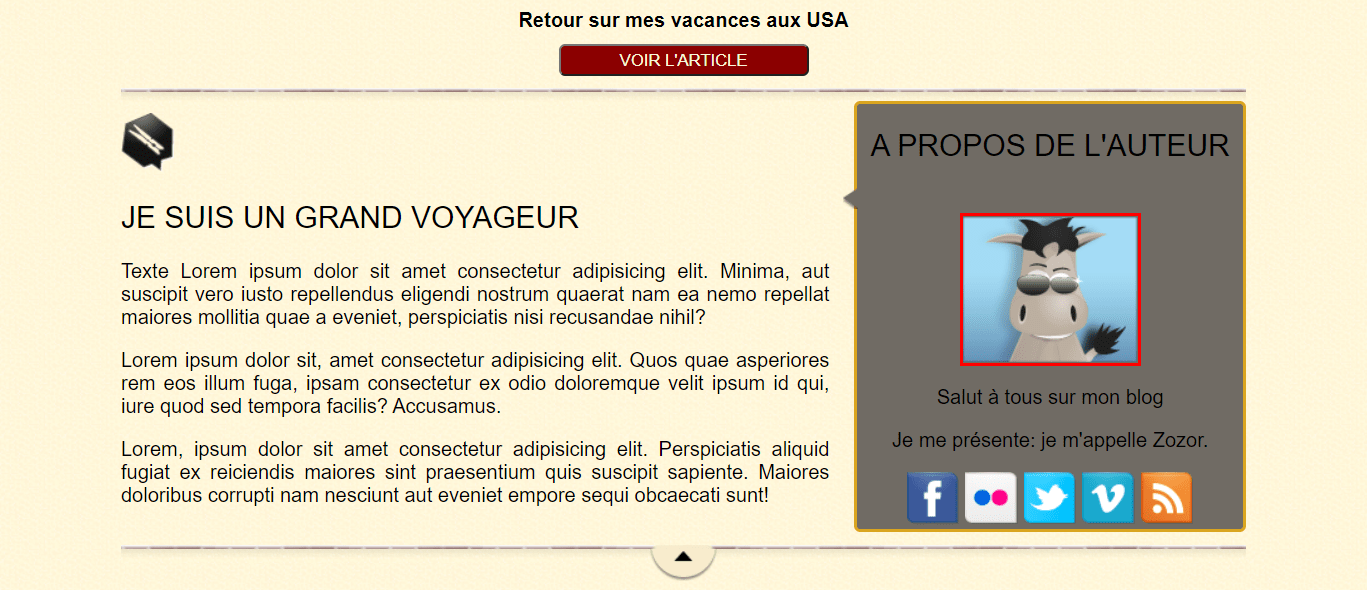 Retour sur mes vacances aux USA
VOIR L'ARTICLE
JE SUIS UN GRAND VOYAGEUR
Texte Lorem ipsum dolor sit amet consectetur adipisicing elit. Minima, aut
suscipit vero iusto repellendus eligendi nostrum quaerat nam ea nemo repellat
maiores mollitia quae a eveniet, perspiciatis nisi recusandae nihil?
Lorem ipsum dolor sit, amet consectetur adipisicing elit. Quos quae asperiores
rem eos illum fuga, ipsam consectetur ex odio doloremque velit ipsum id qui,
iure quod sed tempora facilis? Accusamus.
Lorem, ipsum dolor sit amet consectetur adipisicing elit. Perspiciatis aliquid
fugiat ex reiciendis maiores sint praesentium quis suscipit sapiente. Maiores
doloribus corrupti nam nesciunt aut eveniet empore sequi obcaecati sunt!
A PROPOS DE L'AUTEUR
Salut à tous sur mon blog
Je me présente: je m'appelle Zozor.